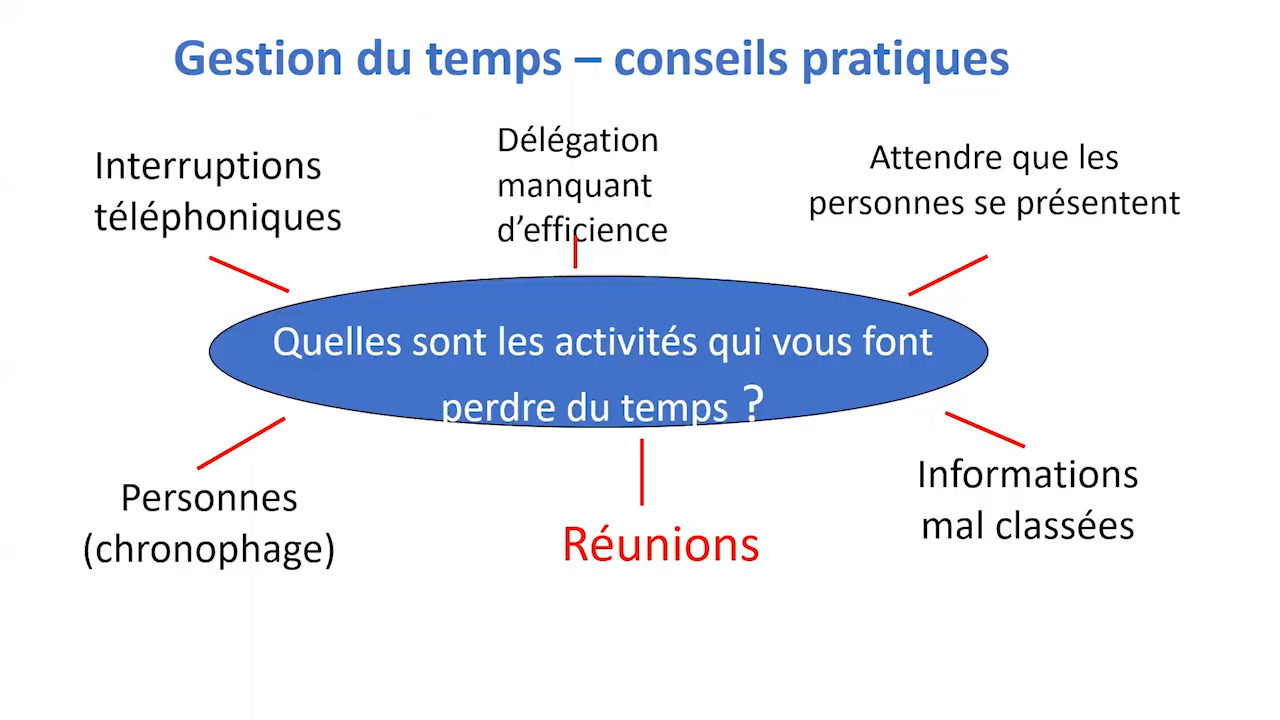 Gestion du temps – conseils pratiques
Interruptions
téléphoniques
Délégation
manquant
d’efficience
Attendre que les
personnes se présentent
Quelles sont les activités qui vous font
perdre du temps ?
Personnes
(chronophage)
Réunions
Informations
mal classées